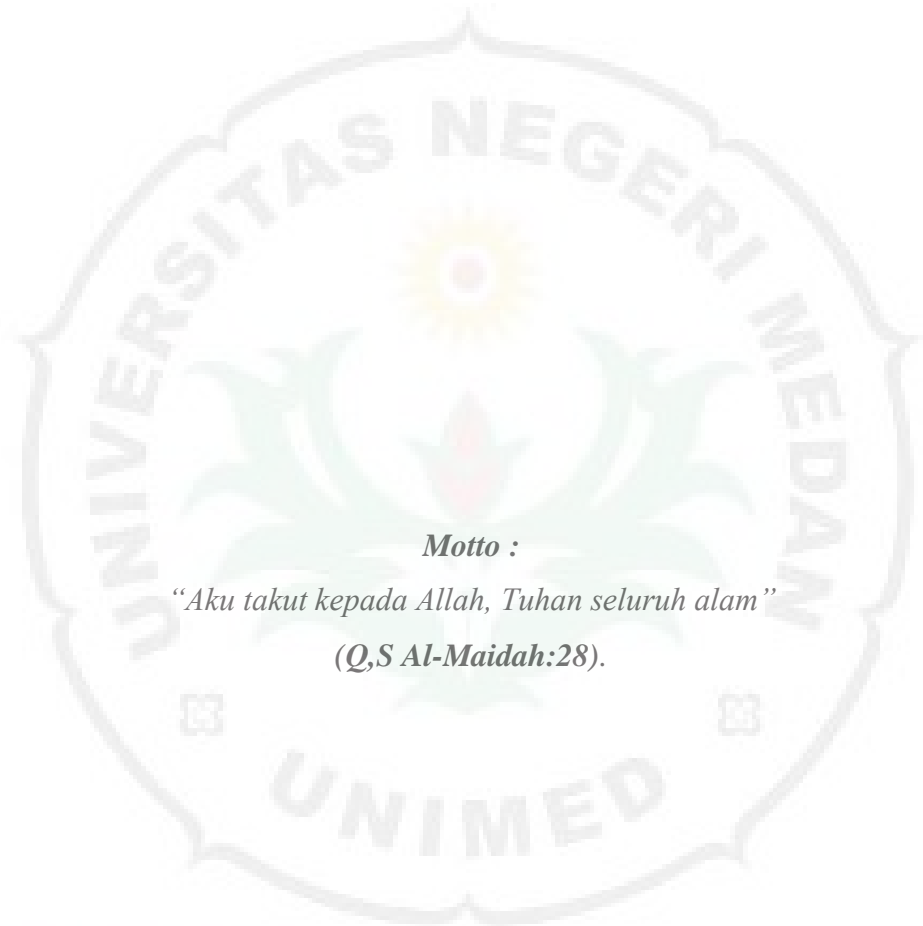 UNIVERSITAS NEGERI MEDAN
Motto :
“Aku takut kepada Allah, Tuhan seluruh alam”
(Q,S Al-Maidah:28).
UNIMED